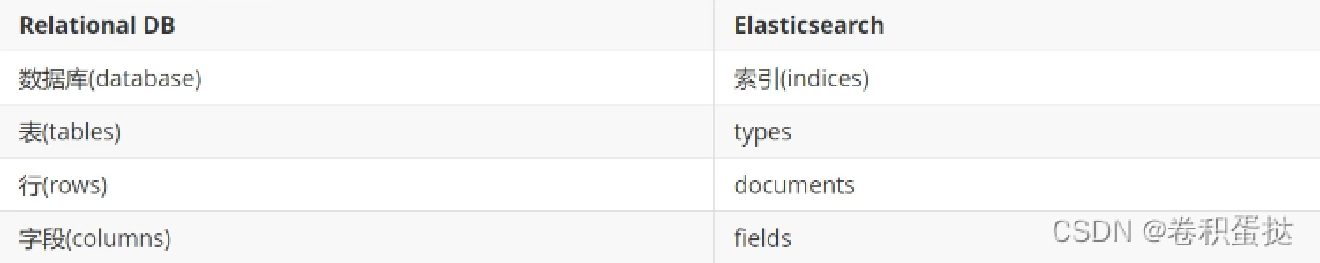 Relational DB Elasticsearch
数据库(database) 索引(indices)
表(tables) types
行(rows) documents
字段(columns) fields
CSDN @卷积蛋挞